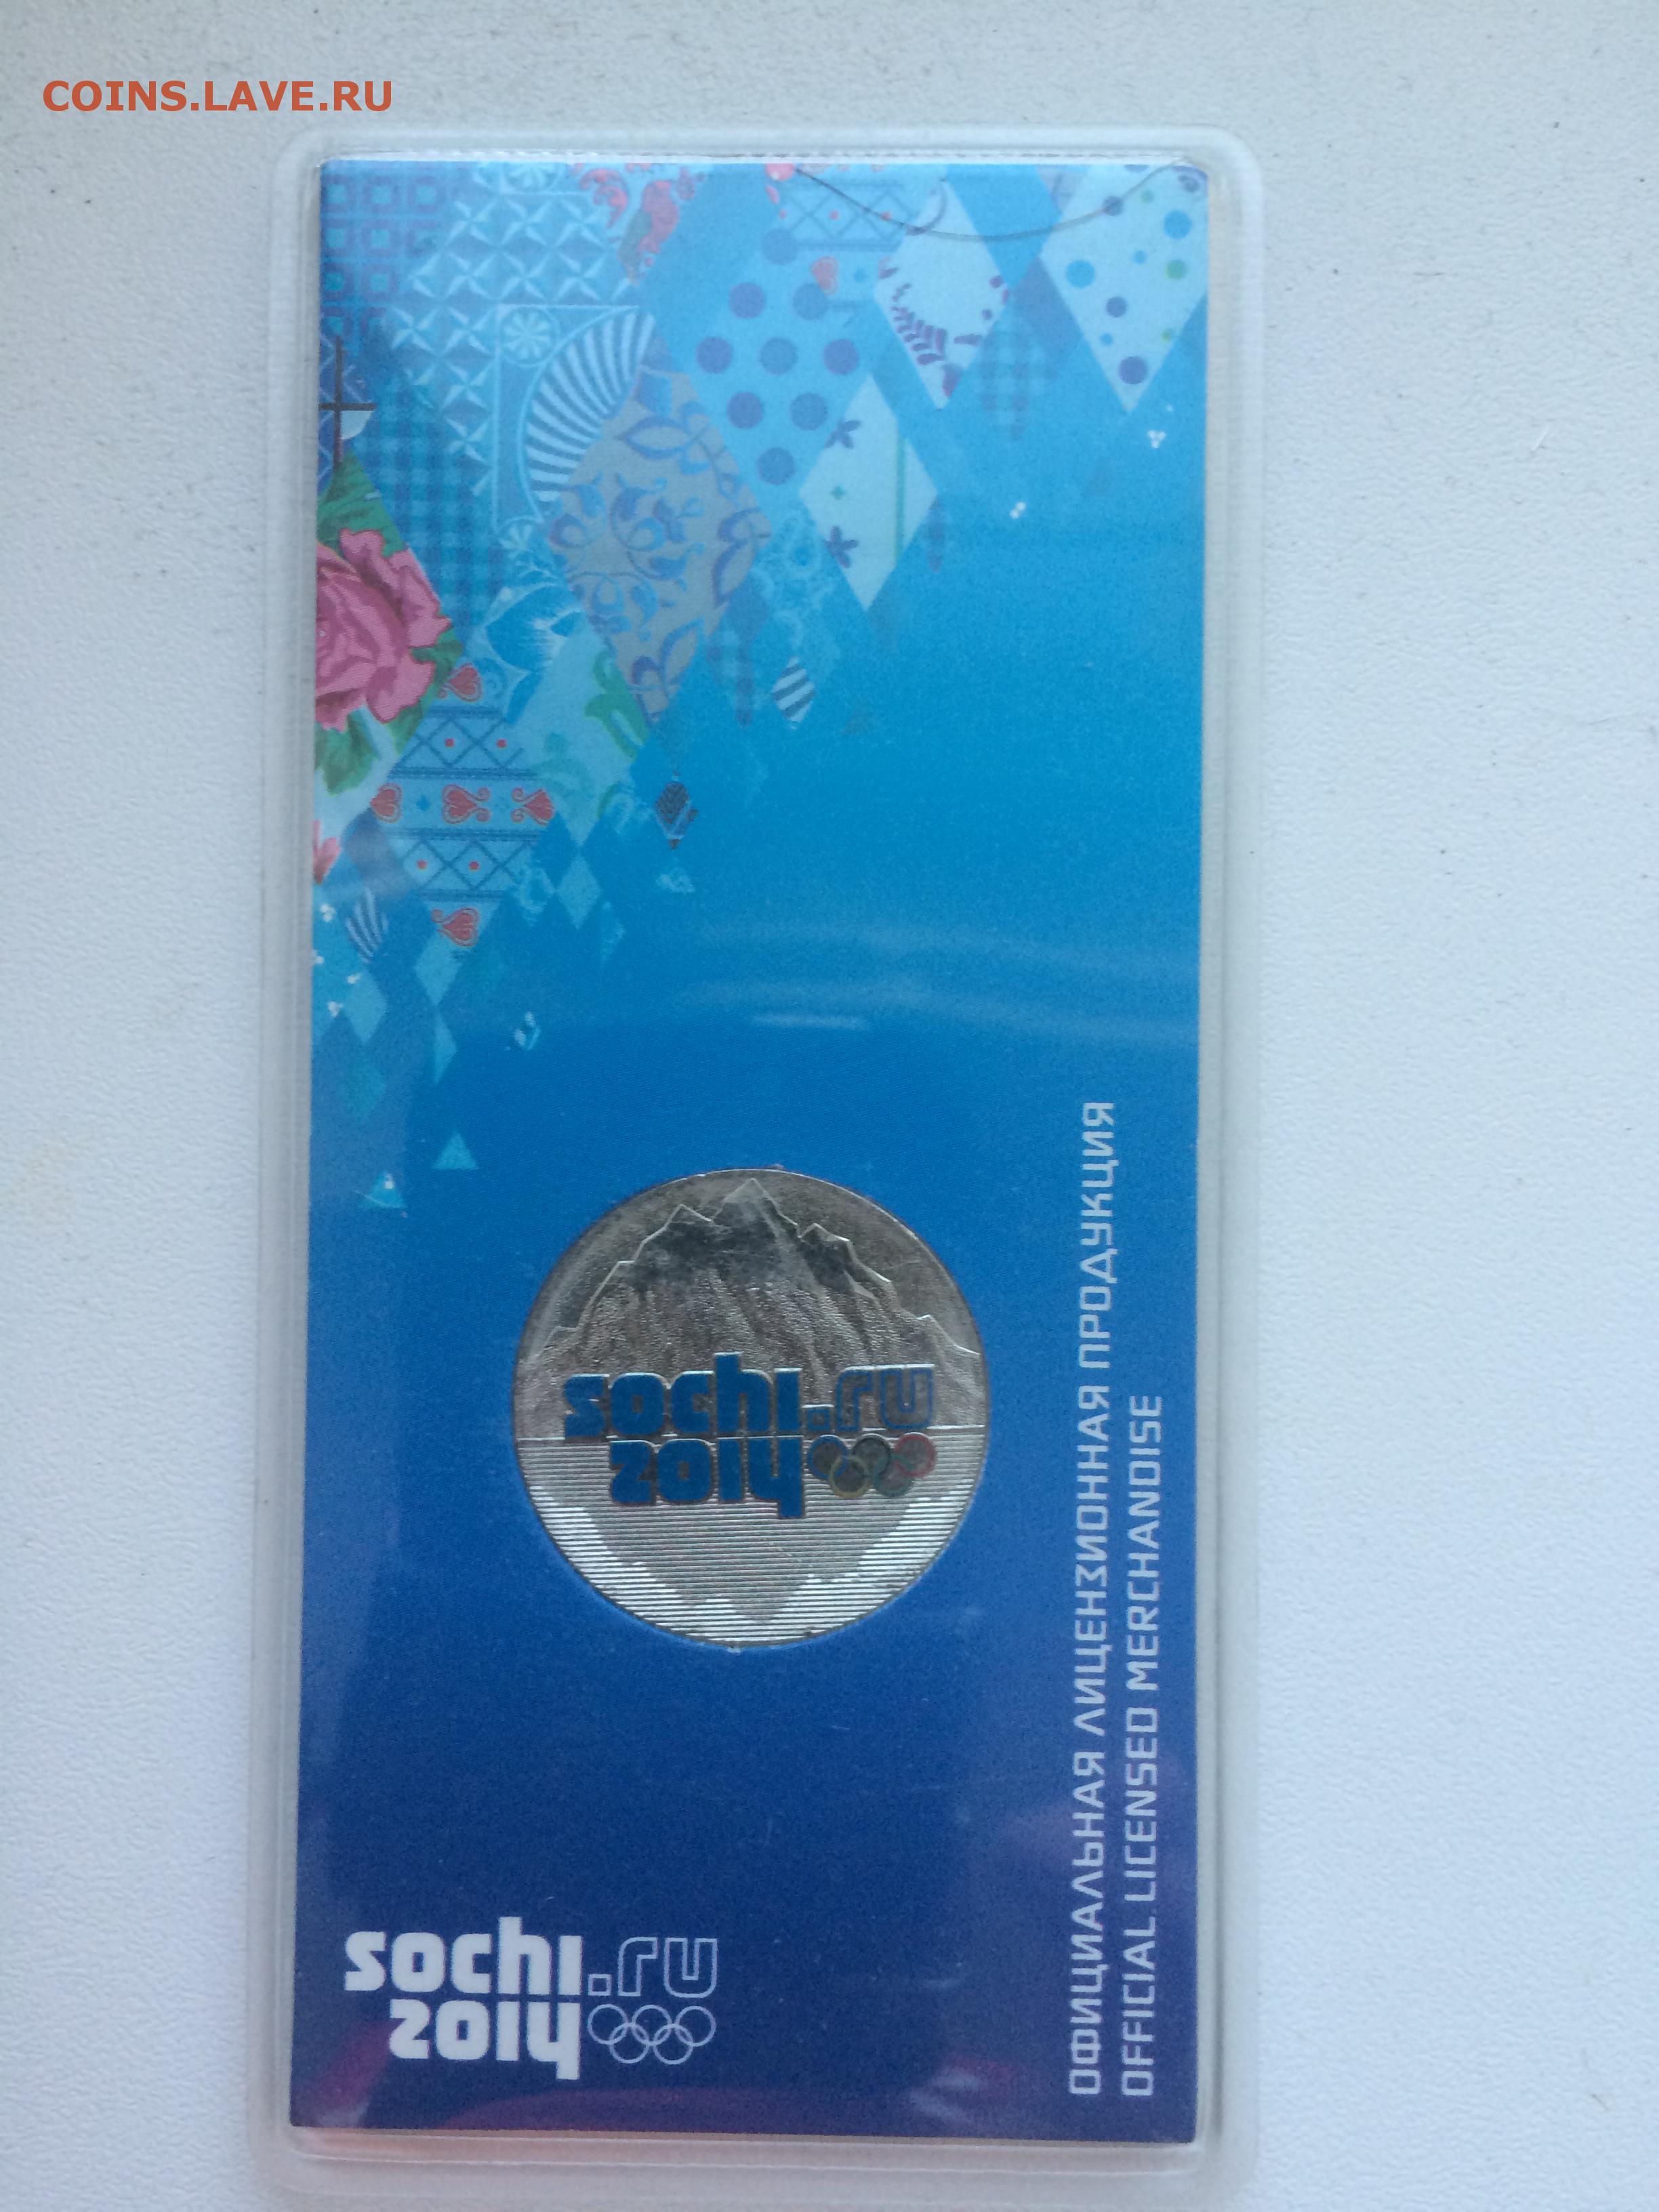 COINS.LAVE.RU
ОФИЦИАЛЬНАЯ ЛИЦЕНЗИОННАЯ ПРОДУКЦИЯ
OFFICIAL LICENSED MERCHANDISE
sochi.ru
2014
sochi.ru
2014